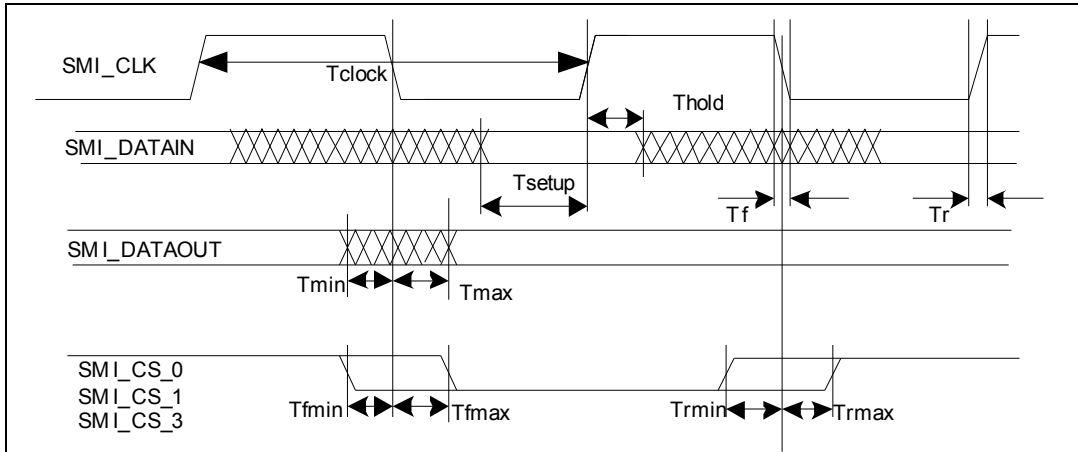 SMI_CLK
Tclock
Thold
SMI_DATAIN
Tsetup
Tf
Tr
SMI_DATAOUT
Tmin
Tmax
SMI_CS_0
SMI_CS_1
SMI_CS_3
Tfmin
Tfmax
Trmin
Trmax